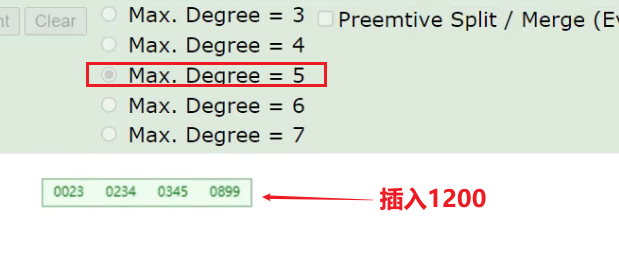 nt Clear
Max. Degree = 3
Preemtive Split / Merge (Ev
Max. Degree = 4
Max. Degree = 5
Max. Degree = 6
Max. Degree = 7
0023 0234 0345 0899
插入1200